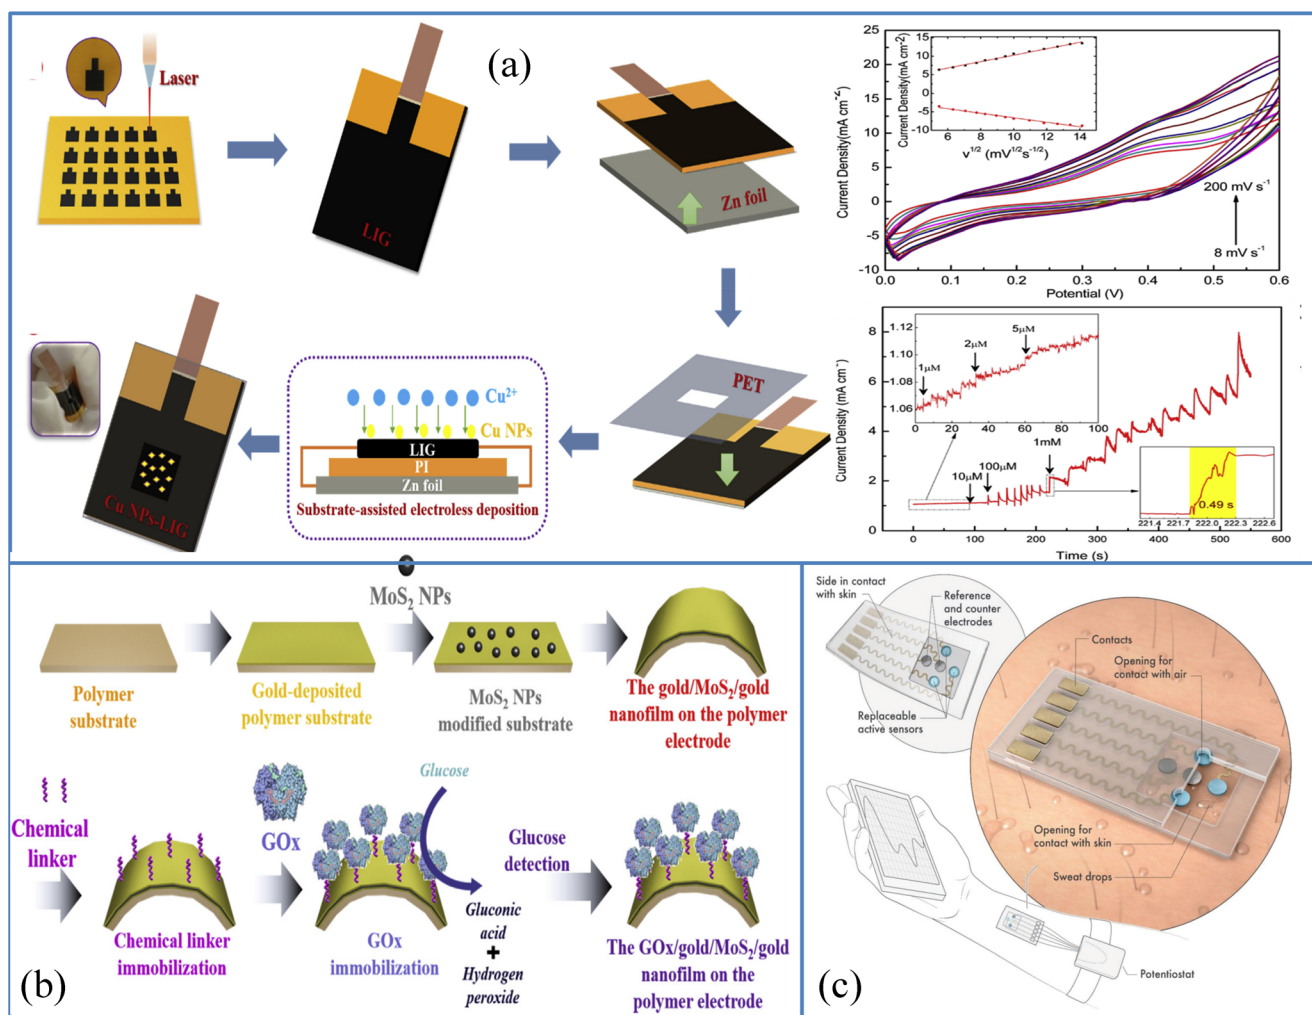 (a)
Laser
LIG
Zn foil
PET
Cu²⁺
Cu NPs
LIG
PI
Zn foil
Substrate-assisted electroless deposition
Cu NPs-LIG
Current Density(mA cm⁻²)
25
20
15
10
5
0
-5
-10
0.0 0.1 0.2 0.3 0.4 0.5 0.6
Potential (V)
200 mV s⁻¹
8 mV s⁻¹
Current Density(mA cm⁻²)
15
10
5
0
-5
-10
6 8 10 12 14
v¹ᐟ² (mV¹ᐟ²s⁻¹ᐟ²)
Current Density(mA cm⁻²)
8
6
4
2
0
0 100 200 300 400 500 600
Time (s)
1.12
1.10
1.08
1.06
0 20 40 60 80 100
1μM
2μM
5μM
10μM
100μM
1mM
0.49 s
221.4 221.7 222.0 222.3 222.6
MoS₂ NPs
Polymer
substrate
Gold-deposited
polymer substrate
MoS₂ NPs
modified substrate
The gold/MoS₂/gold
nanofilm on the polymer
electrode
Chemical
linker
Chemical linker
immobilization
GOx
GOx
immobilization
Glucose
Gluconic
acid
+
Hydrogen
peroxide
Glucose
detection
The GOx/gold/MoS₂/gold
nanofilm on the
polymer electrode
(b)
Side in contact
with skin
Reference
and counter
electrodes
Replaceable
active sensors
Contacts
Opening for
contact with air
Opening for
contact with skin
Sweat drops
Potentiostat
(c)